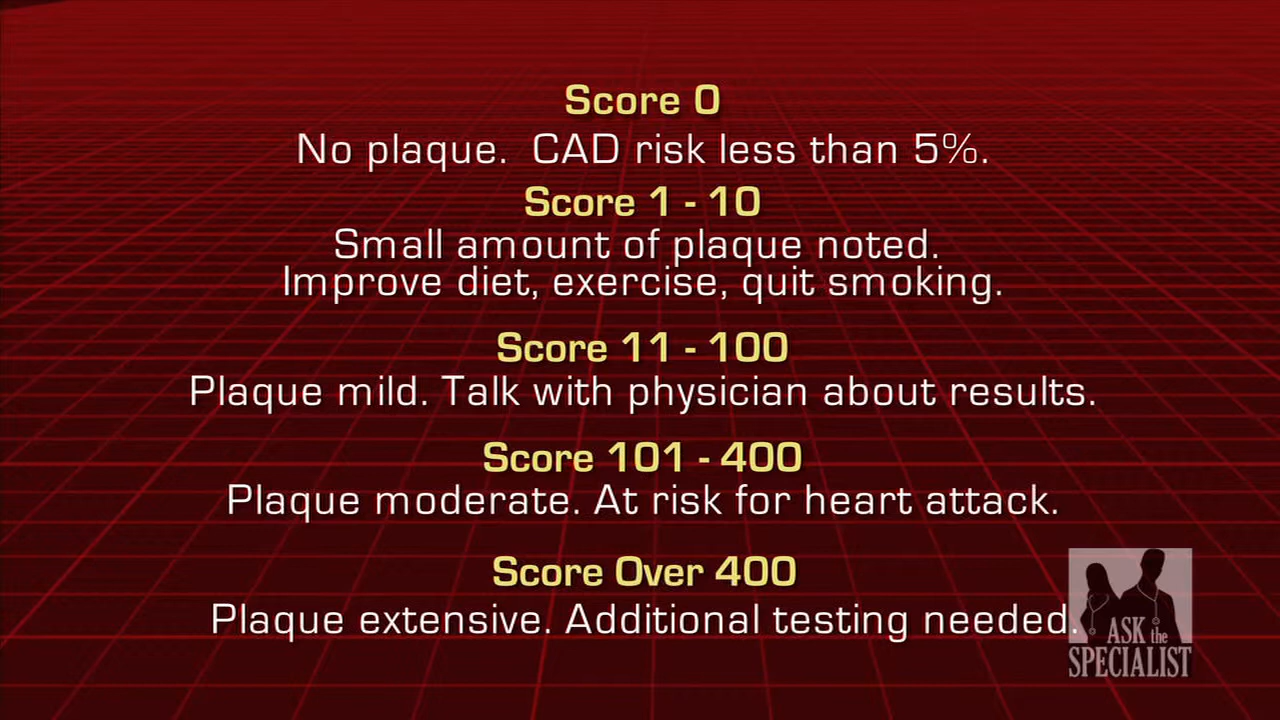 Score 0
No plaque.  CAD risk less than 5%.
Score 1 - 10
Small amount of plaque noted.
Improve diet, exercise, quit smoking.
Score 11 - 100
Plaque mild. Talk with physician about results.
Score 101 - 400
Plaque moderate. At risk for heart attack.
Score Over 400
Plaque extensive. Additional testing needed.
ASK the
SPECIALIST